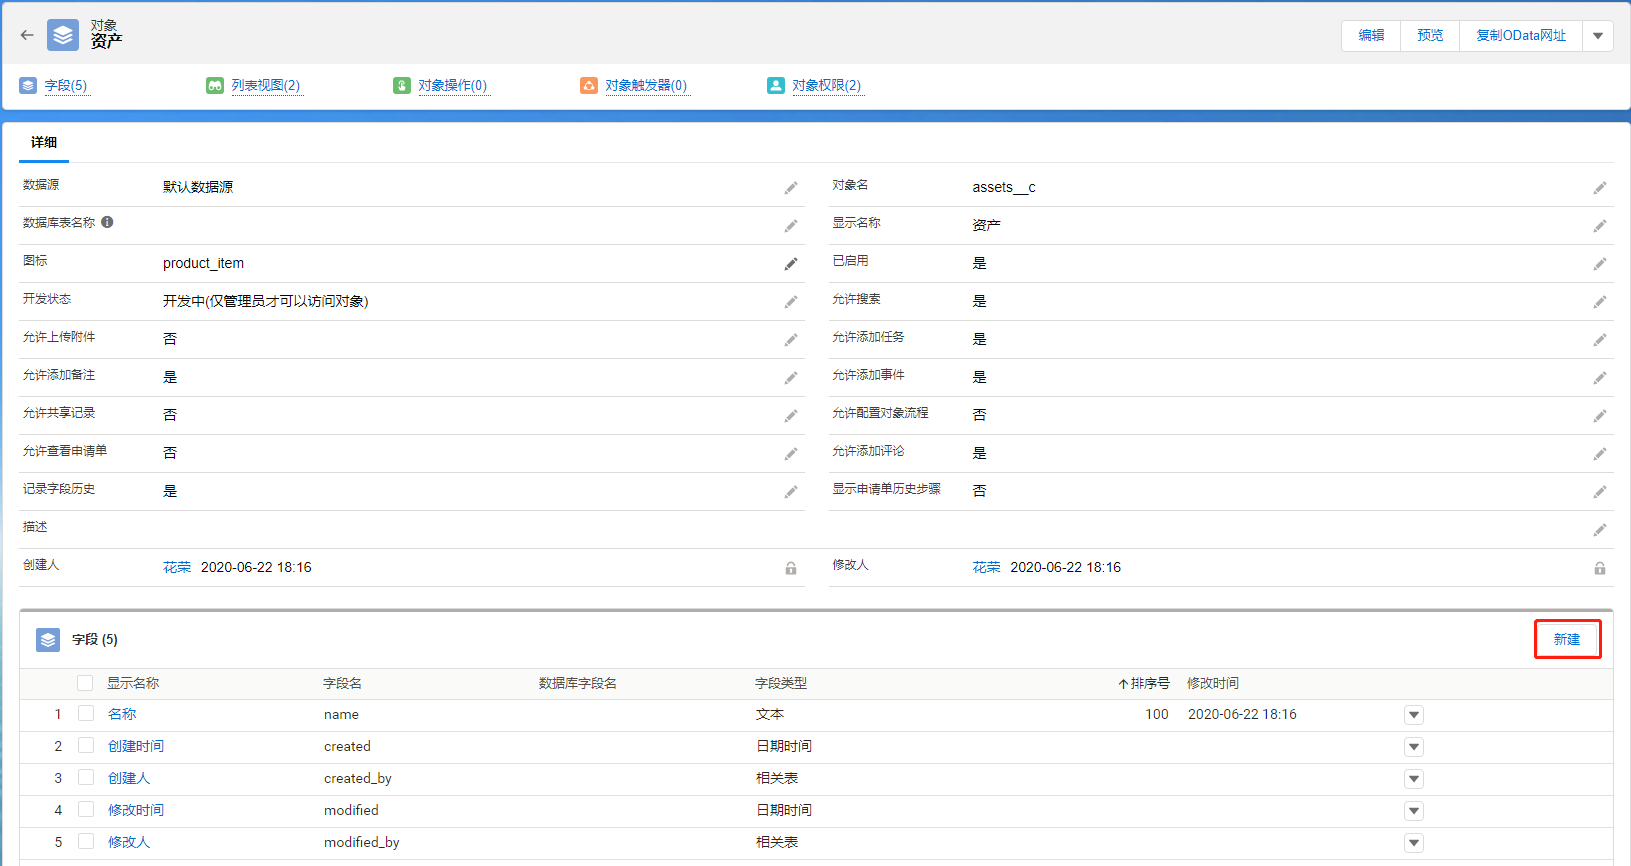 对象
资产
编辑 预览 复制OData网址
字段(5) 列表视图(2) 对象操作(0) 对象触发器(0) 对象权限(2)
详细
数据源 默认数据源 对象名 assets__c
数据库表名称 显示名称 资产
图标 product_item 已启用 是
开发状态 开发中(仅管理员才可以访问对象) 允许搜索 是
允许上传附件 否 允许添加任务 是
允许添加备注 是 允许添加事件 是
允许共享记录 否 允许配置对象流程 否
允许查看申请单 否 允许添加评论 是
记录字段历史 是 显示申请单历史步骤 否
描述
创建人 花荣 2020-06-22 18:16 修改人 花荣 2020-06-22 18:16
字段 (5) 新建
显示名称 字段名 数据库字段名 字段类型 排序号 修改时间
1 名称 name 文本 100 2020-06-22 18:16
2 创建时间 created 日期时间
3 创建人 created_by 相关表
4 修改时间 modified 日期时间
5 修改人 modified_by 相关表